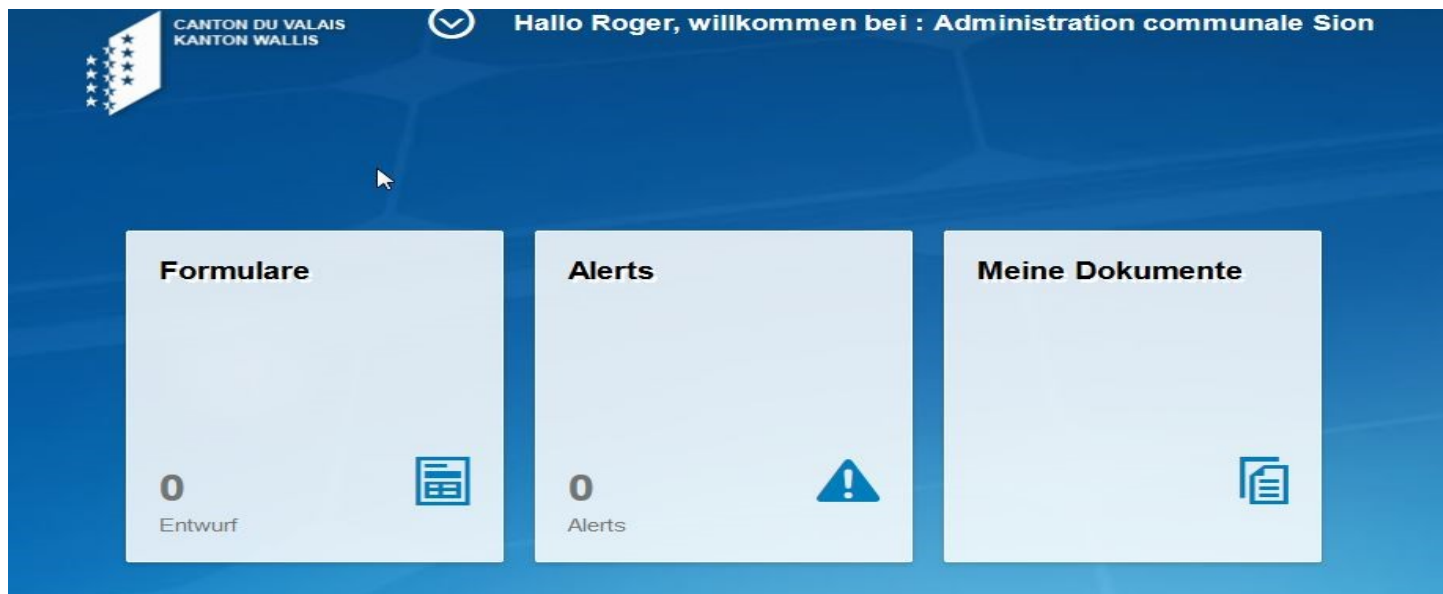 CANTON DU VALAIS
KANTON WALLIS
Hallo Roger, willkommen bei : Administration communale Sion
Formulare
0
Entwurf
Alerts
0
Alerts
Meine Dokumente